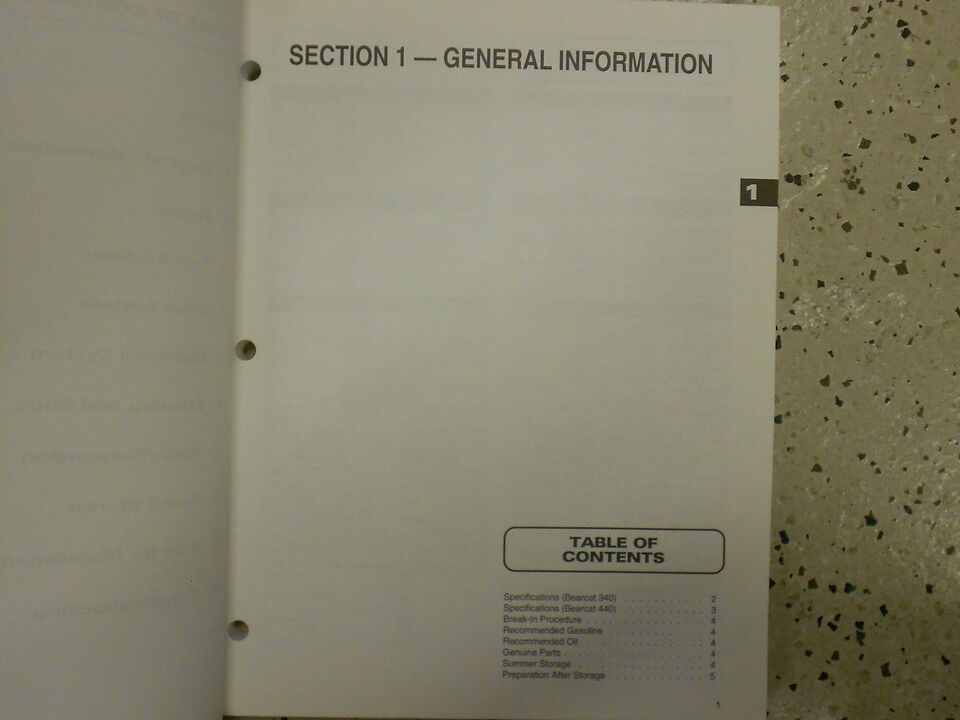 SECTION 1 — GENERAL INFORMATION
1
TABLE OF
CONTENTS
Specifications (Bearcat 340) . . . . . . . . . . . . 2
Specifications (Bearcat 440) . . . . . . . . . . . . 3
Break-In Procedure . . . . . . . . . . . . . . . . . 4
Recommended Gasoline . . . . . . . . . . . . . . . 4
Recommended Oil . . . . . . . . . . . . . . . . . . 4
Genuine Parts . . . . . . . . . . . . . . . . . . . . 4
Summer Storage . . . . . . . . . . . . . . . . . . . 4
Preparation After Storage . . . . . . . . . . . . . . 5
1